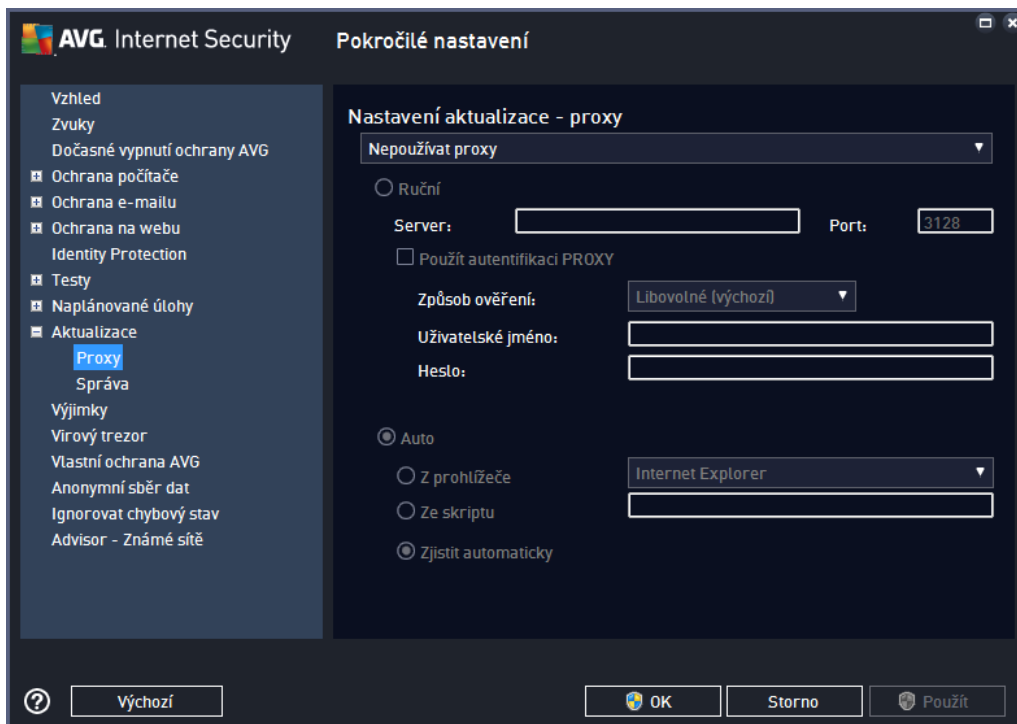 AVG. Internet Security
Pokročilé nastavení
Vzhled
Zvuky
Dočasné vypnutí ochrany AVG
Ochrana počítače
Ochrana e-mailu
Ochrana na webu
Identity Protection
Testy
Naplánované úlohy
Aktualizace
Proxy
Správa
Výjimky
Virový trezor
Vlastní ochrana AVG
Anonymní sběr dat
Ignorovat chybový stav
Advisor - Známé sítě
Nastavení aktualizace - proxy
Nepoužívat proxy
Ruční
Server: Port: 3128
Použít autentifikaci PROXY
Způsob ověření: Libovolné (výchozí)
Uživatelské jméno:
Heslo:
Auto
Z prohlížeče Internet Explorer
Ze skriptu
Zjistit automaticky
? Výchozí OK Storno Použít